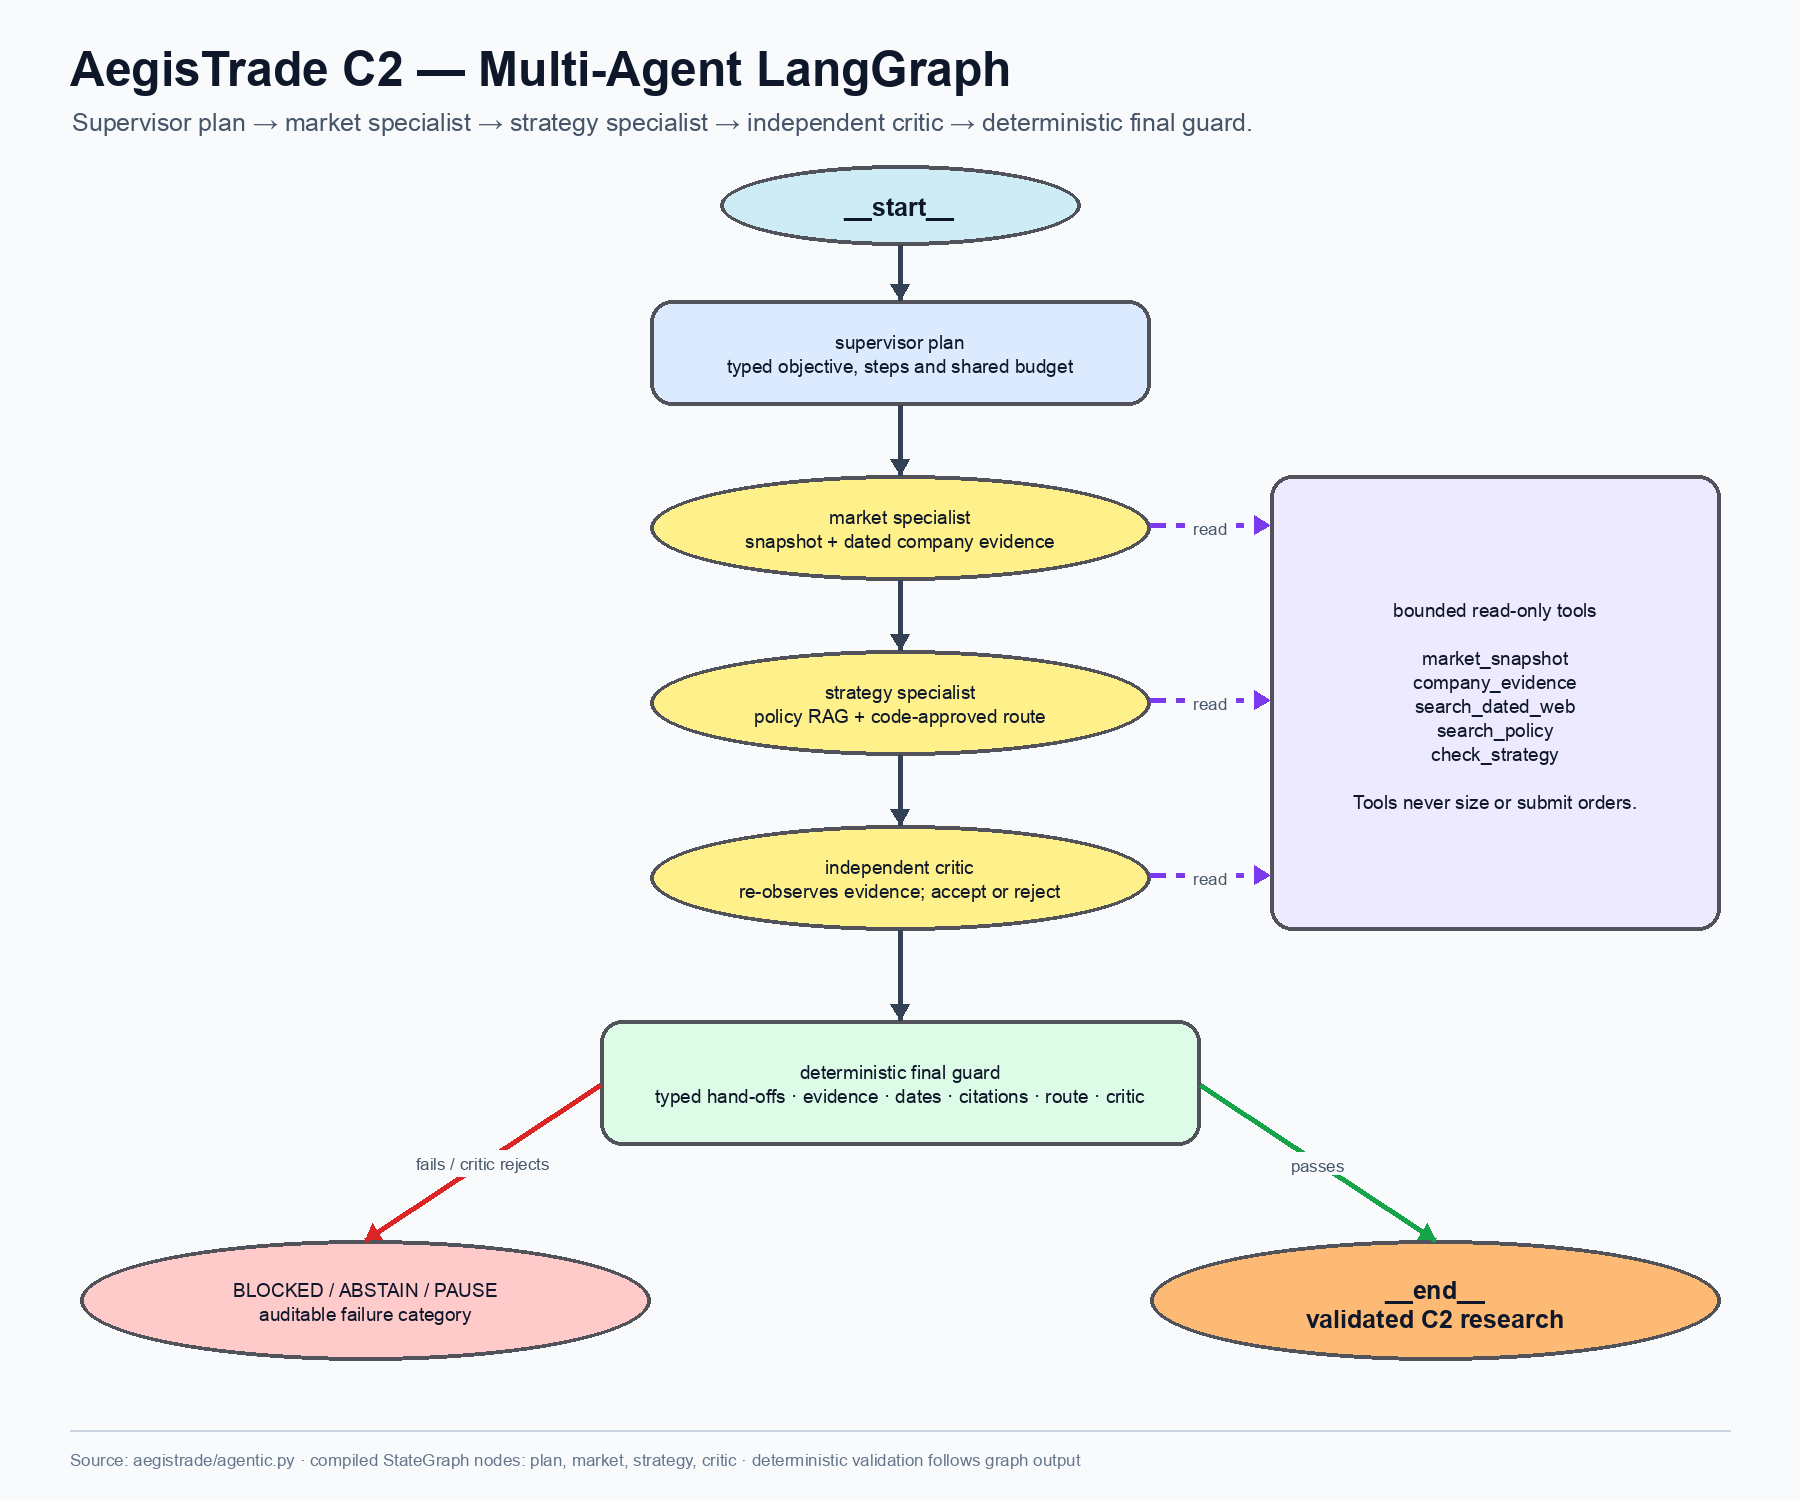 AegisTrade C2 — Multi-Agent LangGraph
Supervisor plan → market specialist → strategy specialist → independent critic → deterministic final guard.
__start__
supervisor plan
typed objective, steps and shared budget
market specialist
snapshot + dated company evidence
read
strategy specialist
policy RAG + code-approved route
read
independent critic
re-observes evidence; accept or reject
read
bounded read-only tools
market_snapshot
company_evidence
search_dated_web
search_policy
check_strategy
Tools never size or submit orders.
deterministic final guard
typed hand-offs · evidence · dates · citations · route · critic
fails / critic rejects
passes
BLOCKED / ABSTAIN / PAUSE
auditable failure category
__end__
validated C2 research
Source: aegistrade/agentic.py · compiled StateGraph nodes: plan, market, strategy, critic · deterministic validation follows graph output